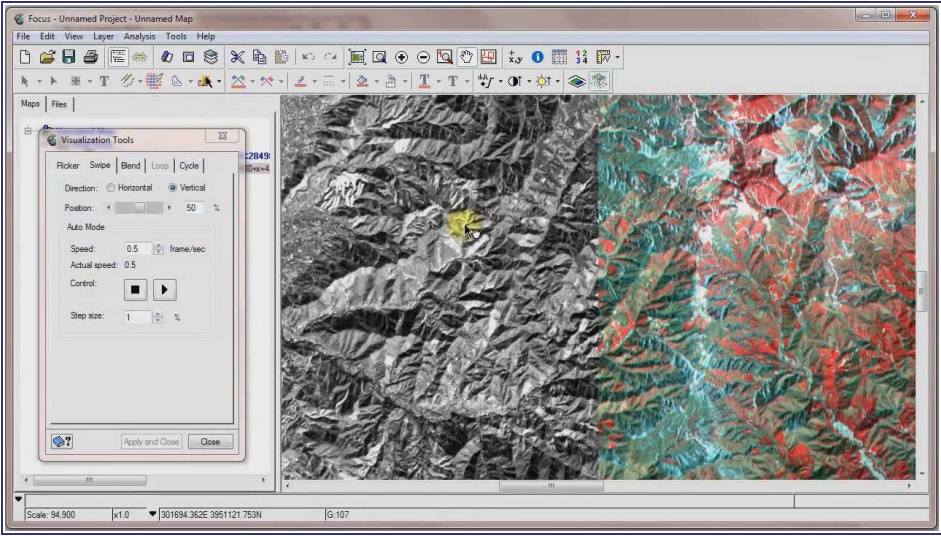 Focus - Unnamed Project - Unnamed Map
File Edit View Layer Analysis Tools Help
Maps Files
Visualization Tools
Flicker Swipe Blend Loop Cycle
Direction: Horizontal Vertical
Position: 50 %
Auto Mode
Speed: 0.5 frame/sec
Actual speed: 0.5
Control:
Step size: 1 %
Apply and Close Close
Scale: 94,900 x1.0 301694.362E 3951121.753N G:107